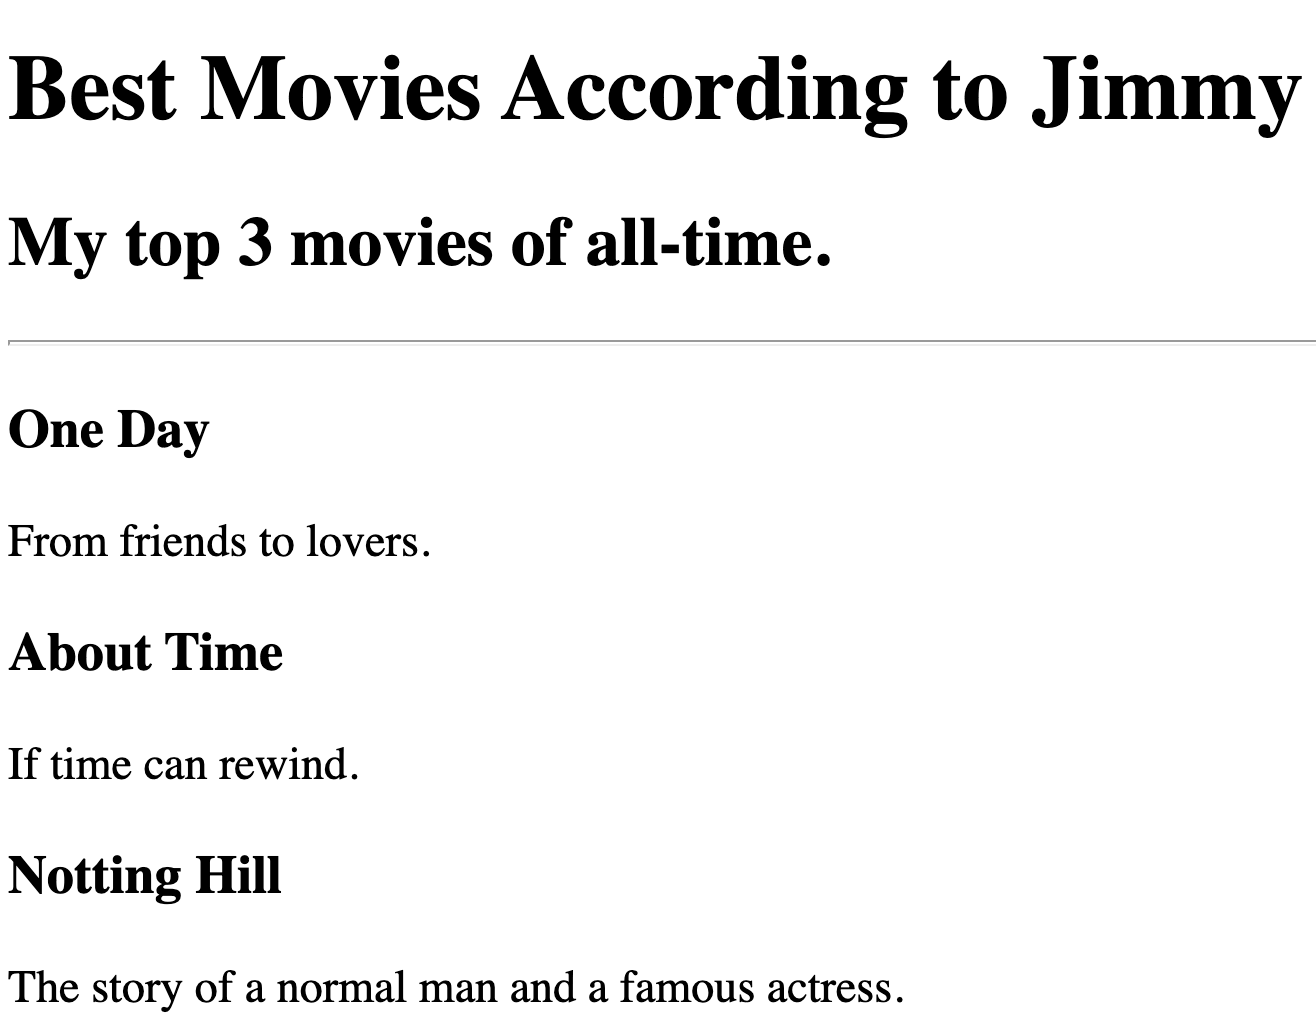 Best Movies According to Jimmy
My top 3 movies of all-time.
One Day
From friends to lovers.
About Time
If time can rewind.
Notting Hill
The story of a normal man and a famous actress.